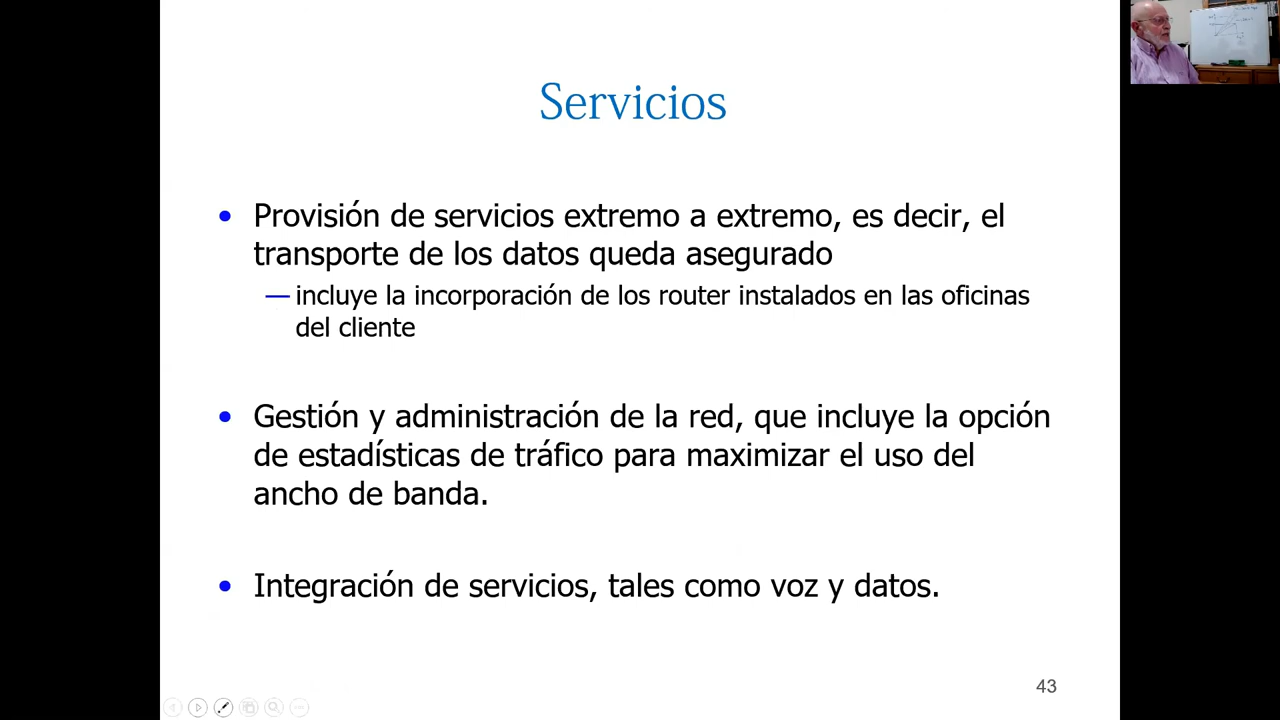 Servicios
• Provisión de servicios extremo a extremo, es decir, el
transporte de los datos queda asegurado
— incluye la incorporación de los router instalados en las oficinas
del cliente
• Gestión y administración de la red, que incluye la opción
de estadísticas de tráfico para maximizar el uso del
ancho de banda.
• Integración de servicios, tales como voz y datos.
43